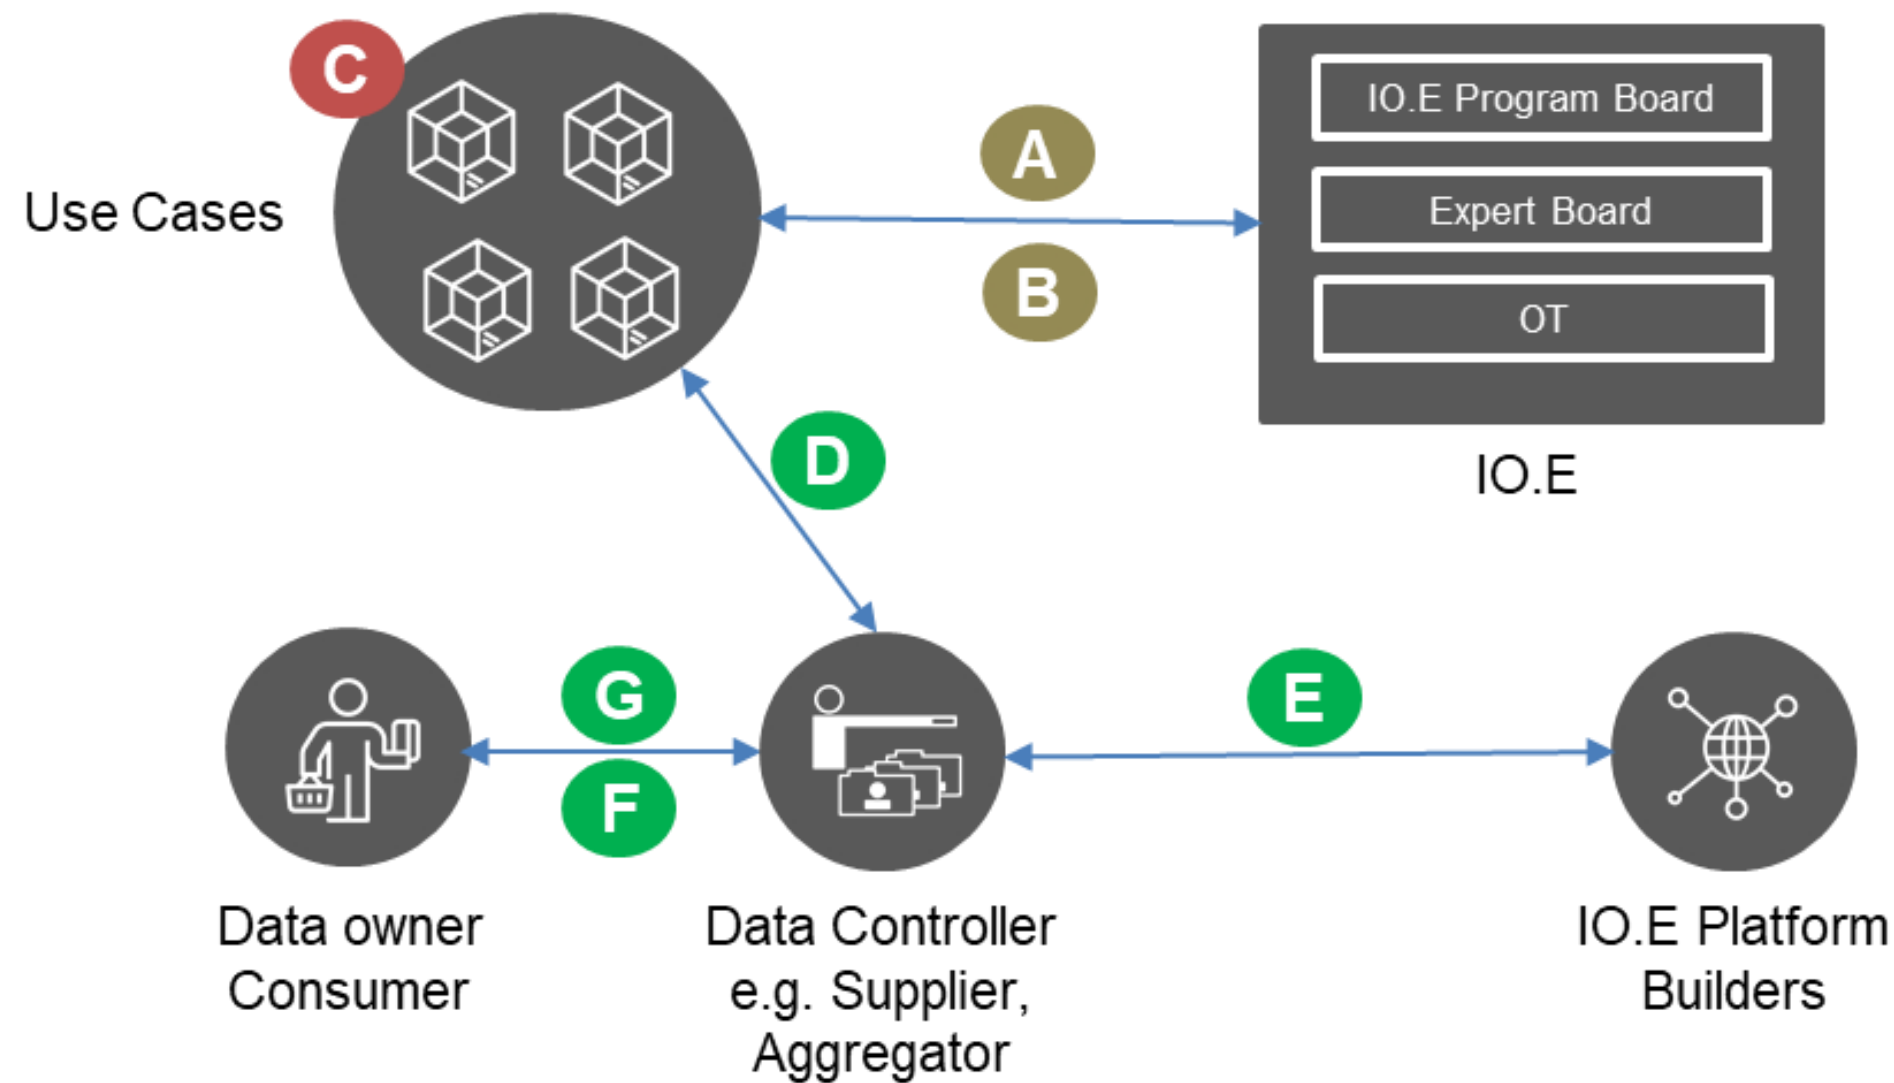 C
IO.E Program Board
A
Use Cases
Expert Board
B
OT
D
IO.E
G
E
F
Data owner
Consumer
Data Controller
e.g. Supplier,
Aggregator
IO.E Platform
Builders